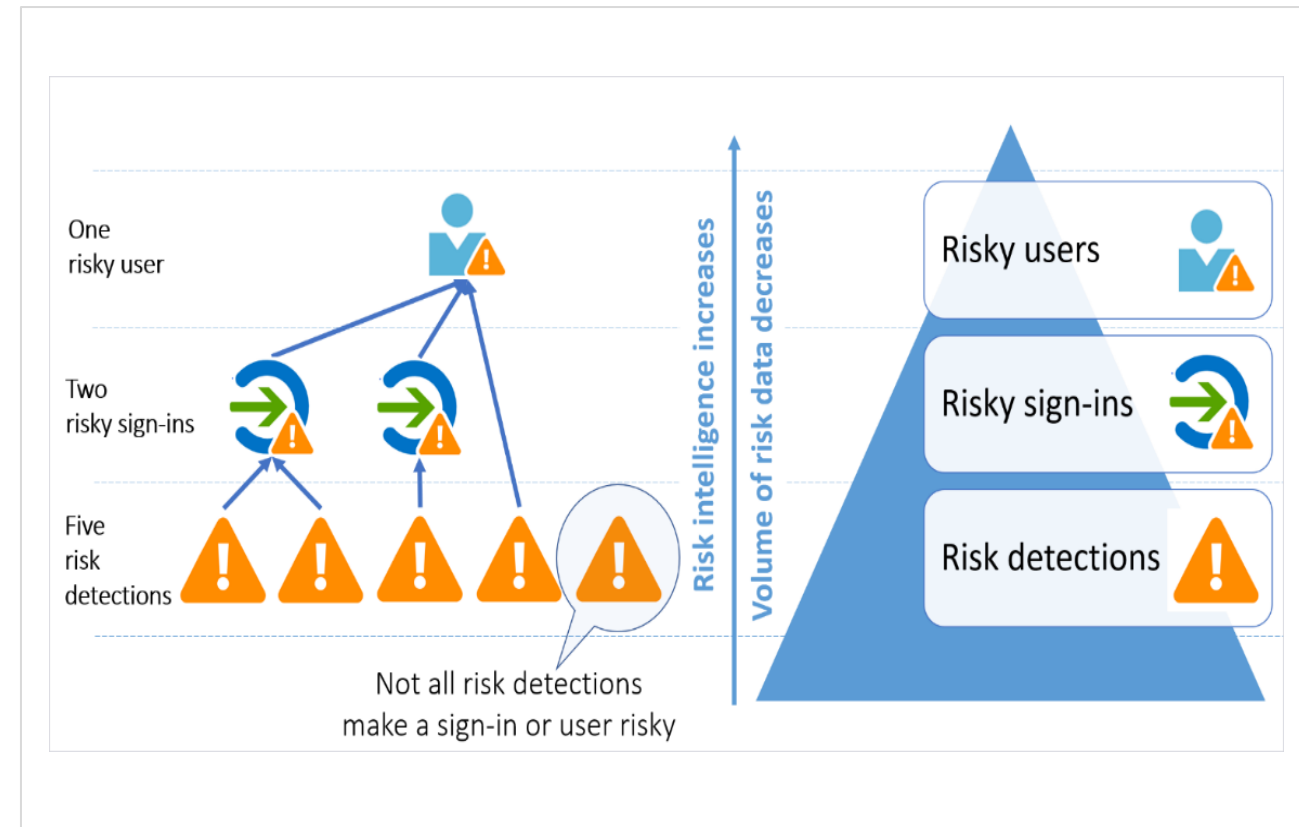 One
risky user
Two
risky sign-ins
Five
risk
detections
Not all risk detections
make a sign-in or user risky
Risk intelligence increases
Volume of risk data decreases
Risky users
Risky sign-ins
Risk detections